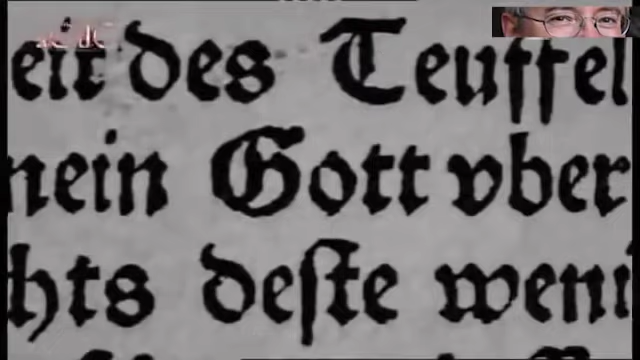 eit des Teuffel
nein Gott vber
hts deſte weni